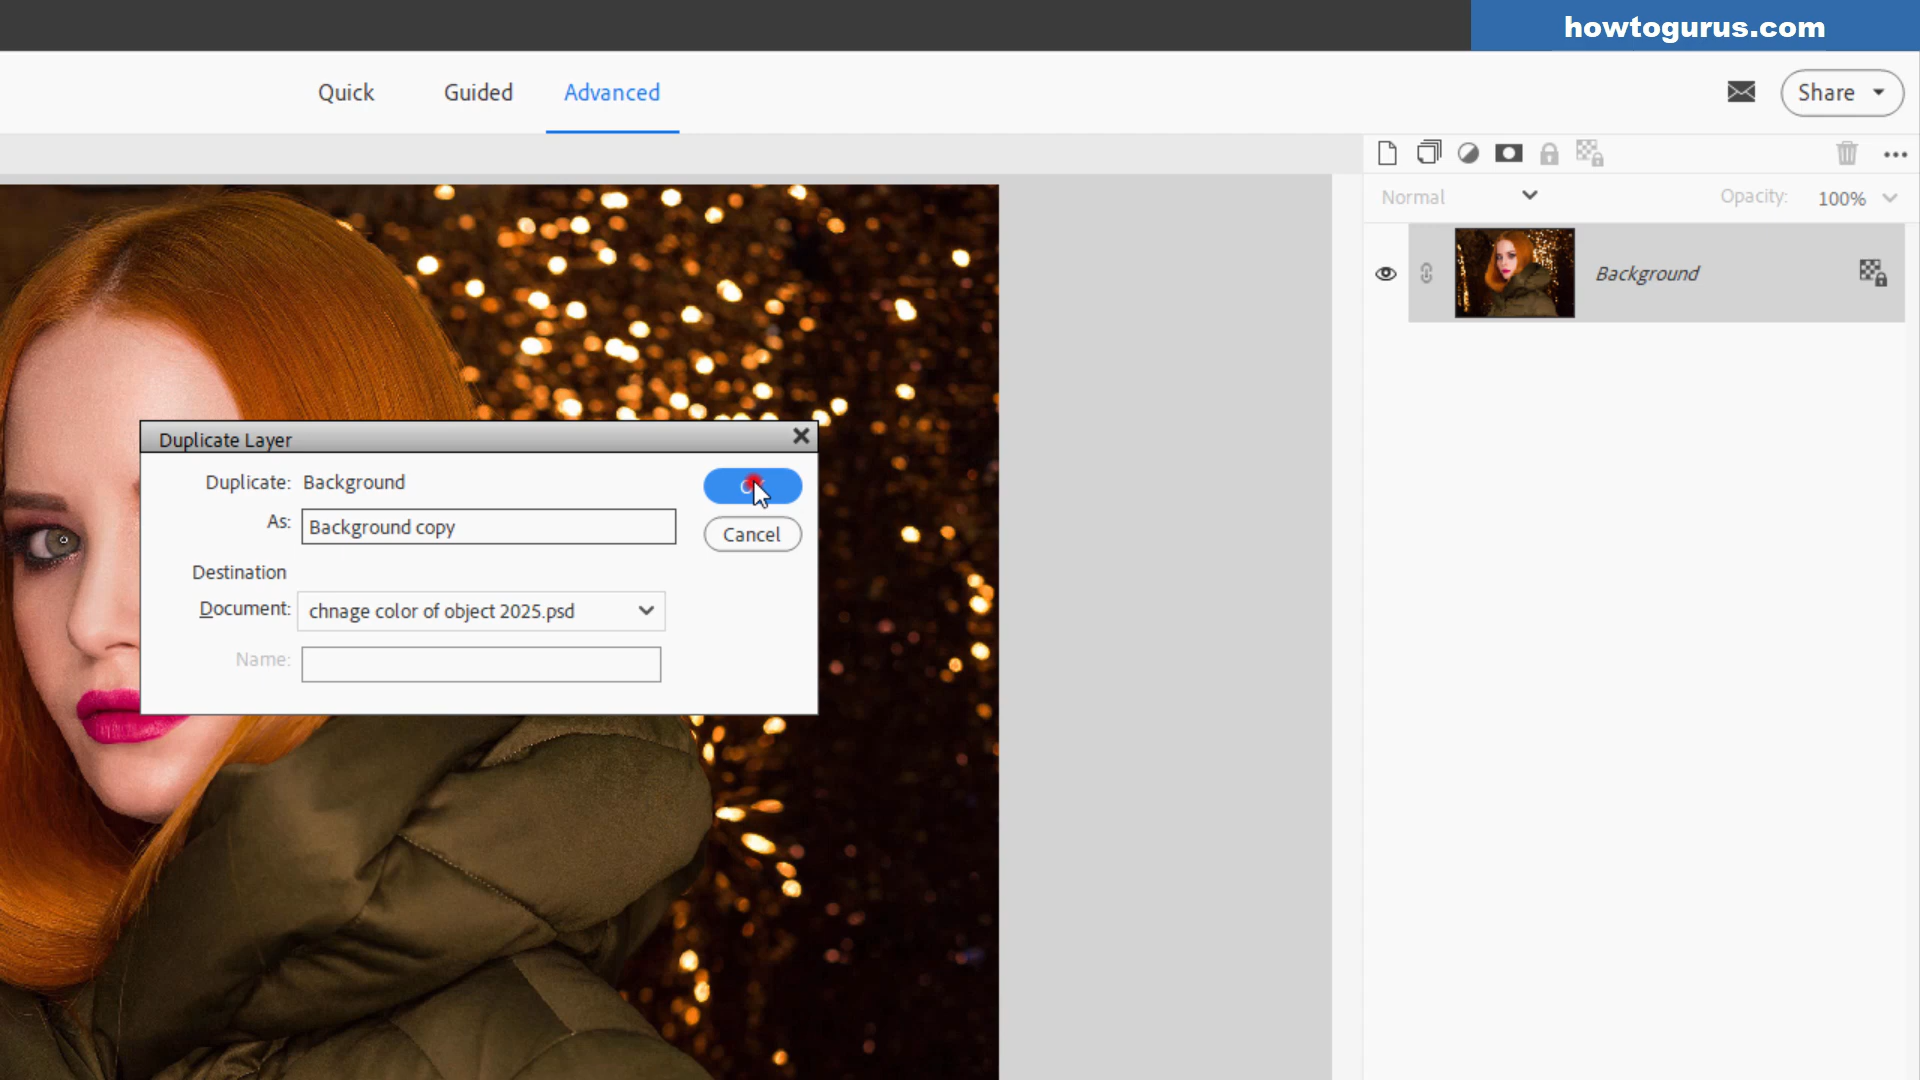 howtogurus.com
Quick Guided Advanced
Share
Normal Opacity: 100%
Background
Duplicate Layer
Duplicate: Background
As: Background copy
Cancel
Destination
Document: chnage color of object 2025.psd
Name: